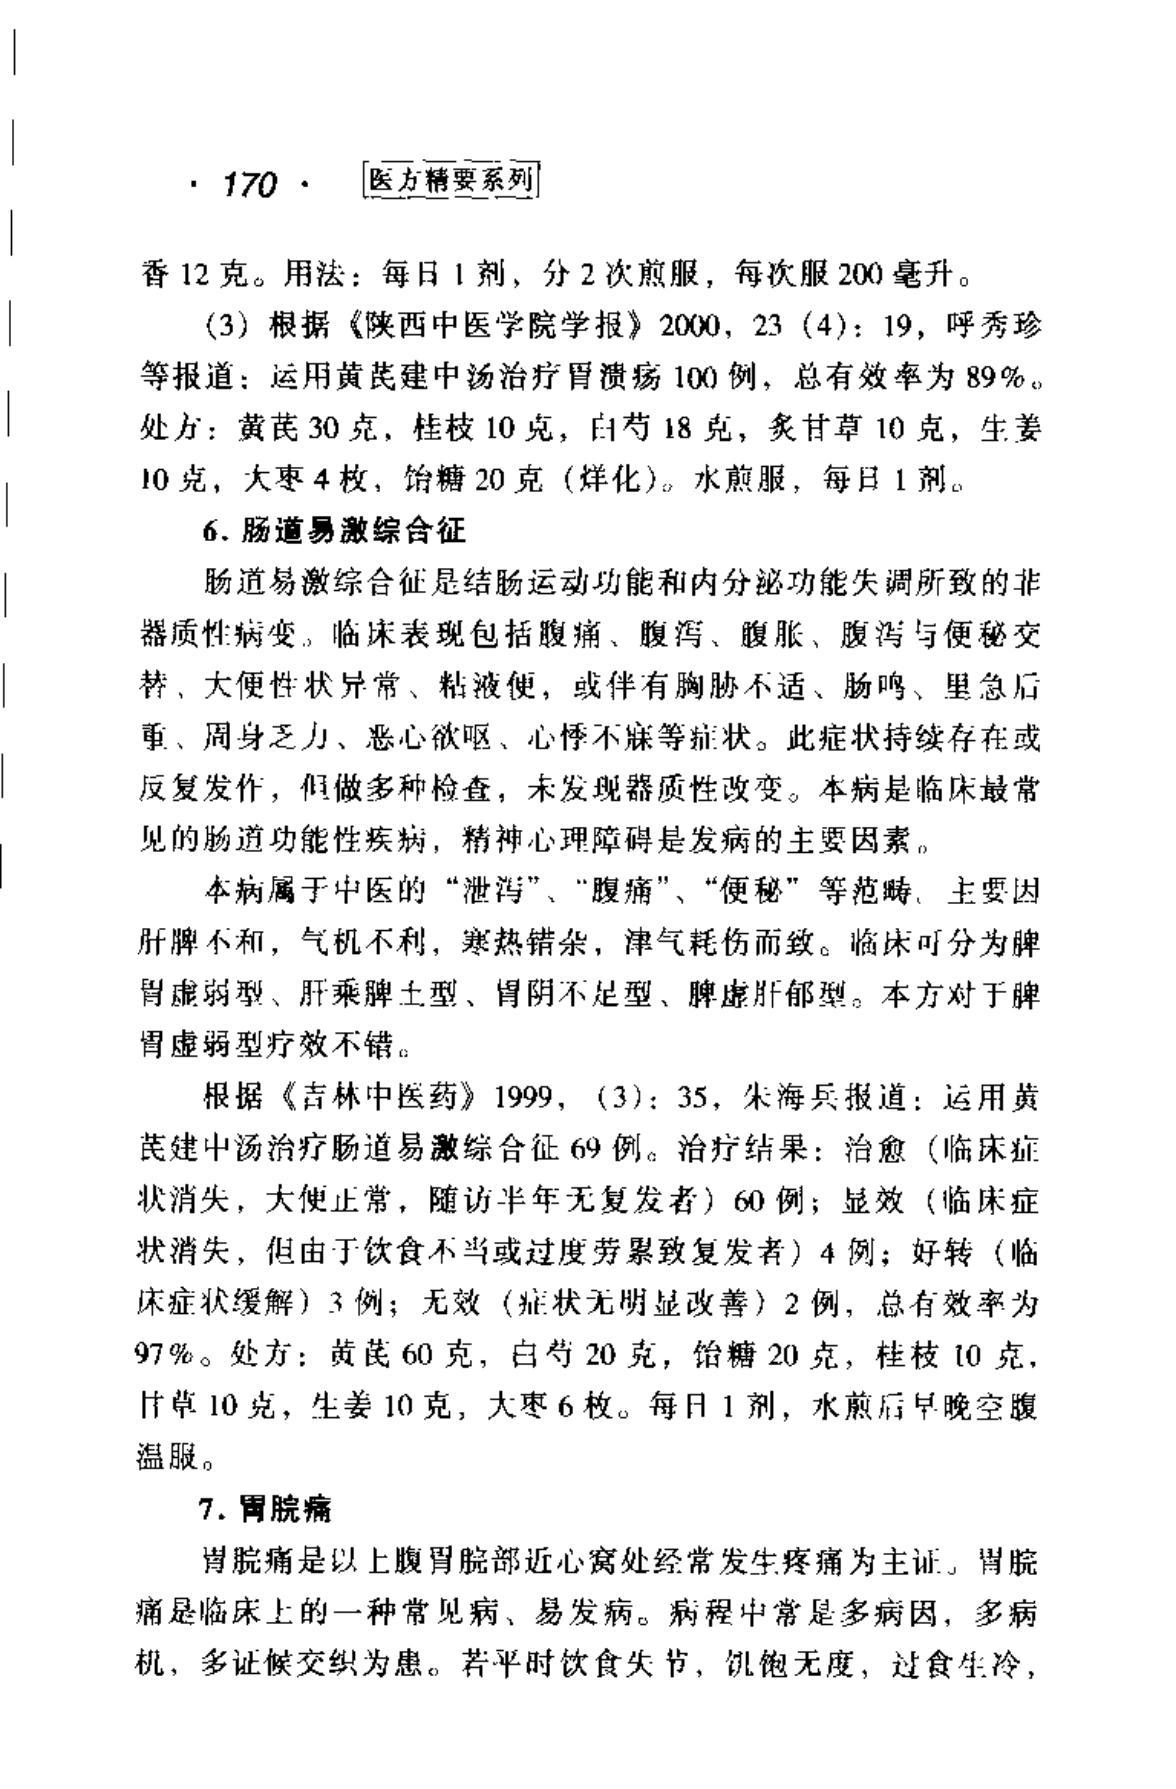 · 170 · 医方精要系列
香 12 克。用法：每日 1 剂，分 2 次煎服，每次服 200 毫升。
(3) 根据《陕西中医学院学报》2000，23 (4)：19，呼秀珍
等报道：运用黄芪建中汤治疗胃溃疡 100 例，总有效率为 89%。
处方：黄芪 30 克，桂枝 10 克，白芍 18 克，炙甘草 10 克，生姜
10 克，大枣 4 枚，饴糖 20 克（烊化）。水煎服，每日 1 剂。
6. 肠道易激综合征
肠道易激综合征是结肠运动功能和内分泌功能失调所致的非
器质性病变。临床表现包括腹痛、腹泻、腹胀、腹泻与便秘交
替、大便性状异常、粘液便，或伴有胸胁不适、肠鸣、里急后
重、周身乏力、恶心欲呕、心悸不寐等症状。此症状持续存在或
反复发作，但做多种检查，未发现器质性改变。本病是临床最常
见的肠道功能性疾病，精神心理障碍是发病的主要因素。
本病属于中医的“泄泻”、“腹痛”、“便秘”等范畴。主要因
肝脾不和，气机不利，寒热错杂，津气耗伤而致。临床可分为脾
胃虚弱型、肝乘脾土型、胃阴不足型、脾虚肝郁型。本方对于脾
胃虚弱型疗效不错。
根据《吉林中医药》1999，(3)：35，朱海兵报道：运用黄
芪建中汤治疗肠道易激综合征 69 例。治疗结果：治愈（临床症
状消失，大便正常，随访半年无复发者）60 例；显效（临床症
状消失，但由于饮食不当或过度劳累致复发者）4 例；好转（临
床症状缓解）3 例；无效（症状无明显改善）2 例，总有效率为
97%。处方：黄芪 60 克，白芍 20 克，饴糖 20 克，桂枝 10 克，
甘草 10 克，生姜 10 克，大枣 6 枚。每日 1 剂，水煎后早晚空腹
温服。
7. 胃脘痛
胃脘痛是以上腹胃脘部近心窝处经常发生疼痛为主证。胃脘
痛是临床上的一种常见病、易发病。病程中常是多病因，多病
机，多证候交织为患。若平时饮食失节，饥饱无度，过食生冷，